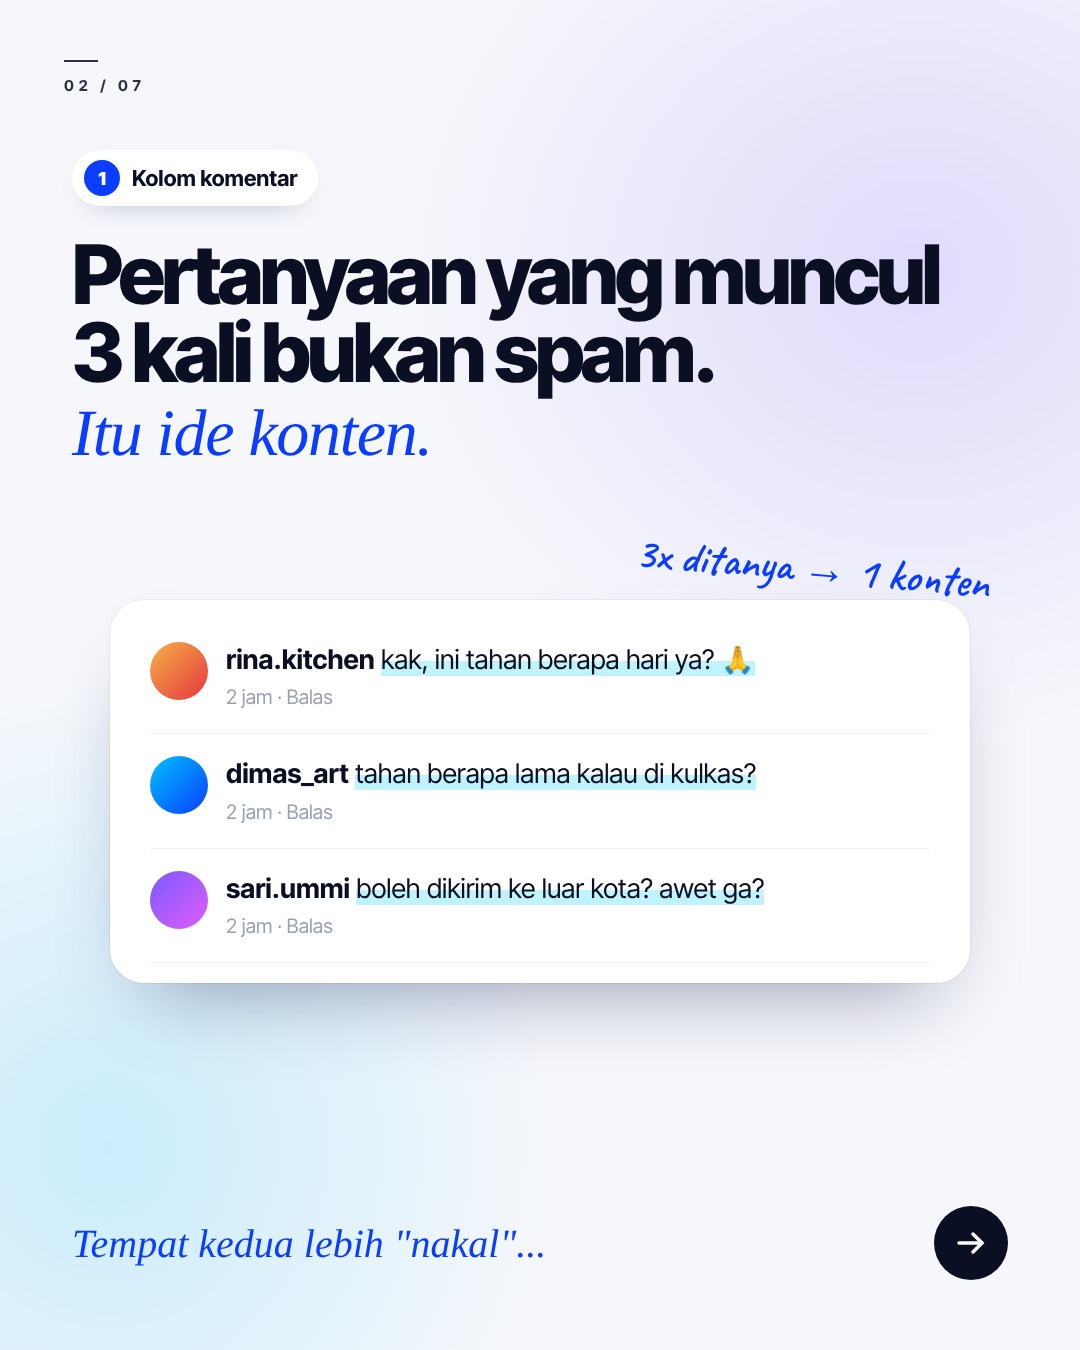 02 / 07
1 Kolom komentar
Pertanyaan yang muncul
3 kali bukan spam.
Itu ide konten.
3x ditanya → 1 konten
rina.kitchen kak, ini tahan berapa hari ya? 🙏
2 jam · Balas
dimas_art tahan berapa lama kalau di kulkas?
2 jam · Balas
sari.ummi boleh dikirim ke luar kota? awet ga?
2 jam · Balas
Tempat kedua lebih "nakal"...